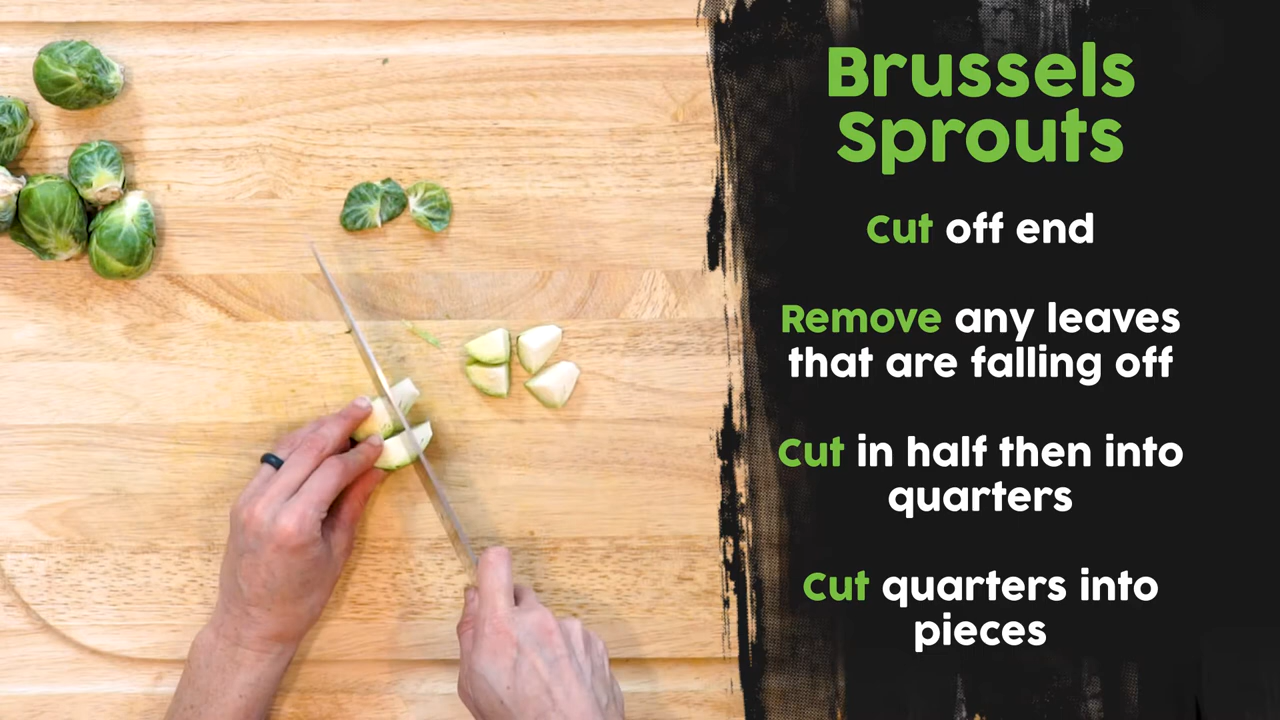 Brussels
Sprouts
Cut off end
Remove any leaves
that are falling off
Cut in half then into
quarters
Cut quarters into
pieces